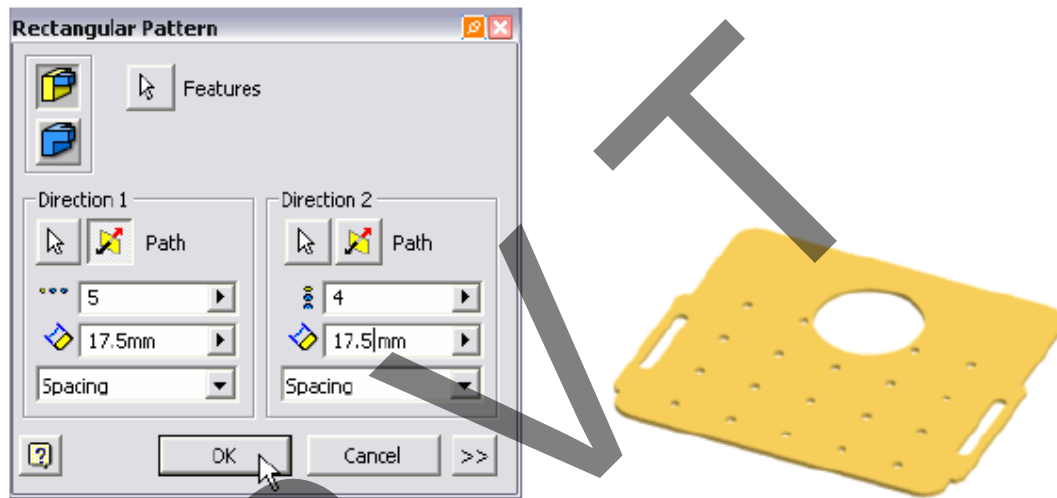 Rectangular Pattern
Features
Direction 1
Direction 2
Path
Path
5
4
17.5mm
17.5mm
Spacing
Spacing
?
OK
Cancel
>>
VT